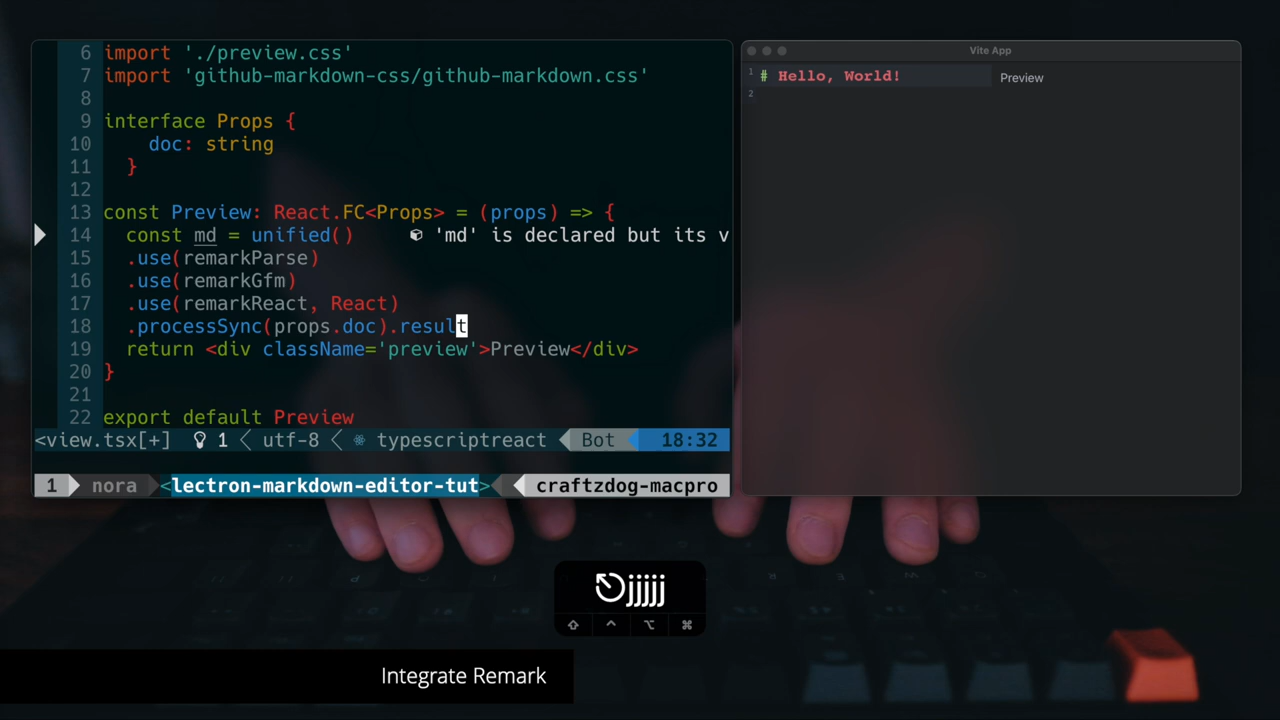 6 import './preview.css'
7 import 'github-markdown-css/github-markdown.css'
8
9 interface Props {
10 doc: string
11 }
12
13 const Preview: React.FC<Props> = (props) => {
14 const md = unified() 'md' is declared but its v
15 .use(remarkParse)
16 .use(remarkGfm)
17 .use(remarkReact, React)
18 .processSync(props.doc).result
19 return <div className='preview'>Preview</div>
20 }
21
22 export default Preview
<view.tsx[+] 1 < utf-8 < typescriptreact Bot 18:32
1 nora <lectron-markdown-editor-tut> craftzdog-macpro
Vite App
1 # Hello, World!
2
Preview
jjjjj
⇧ ^ ⌥ ⌘
Integrate Remark